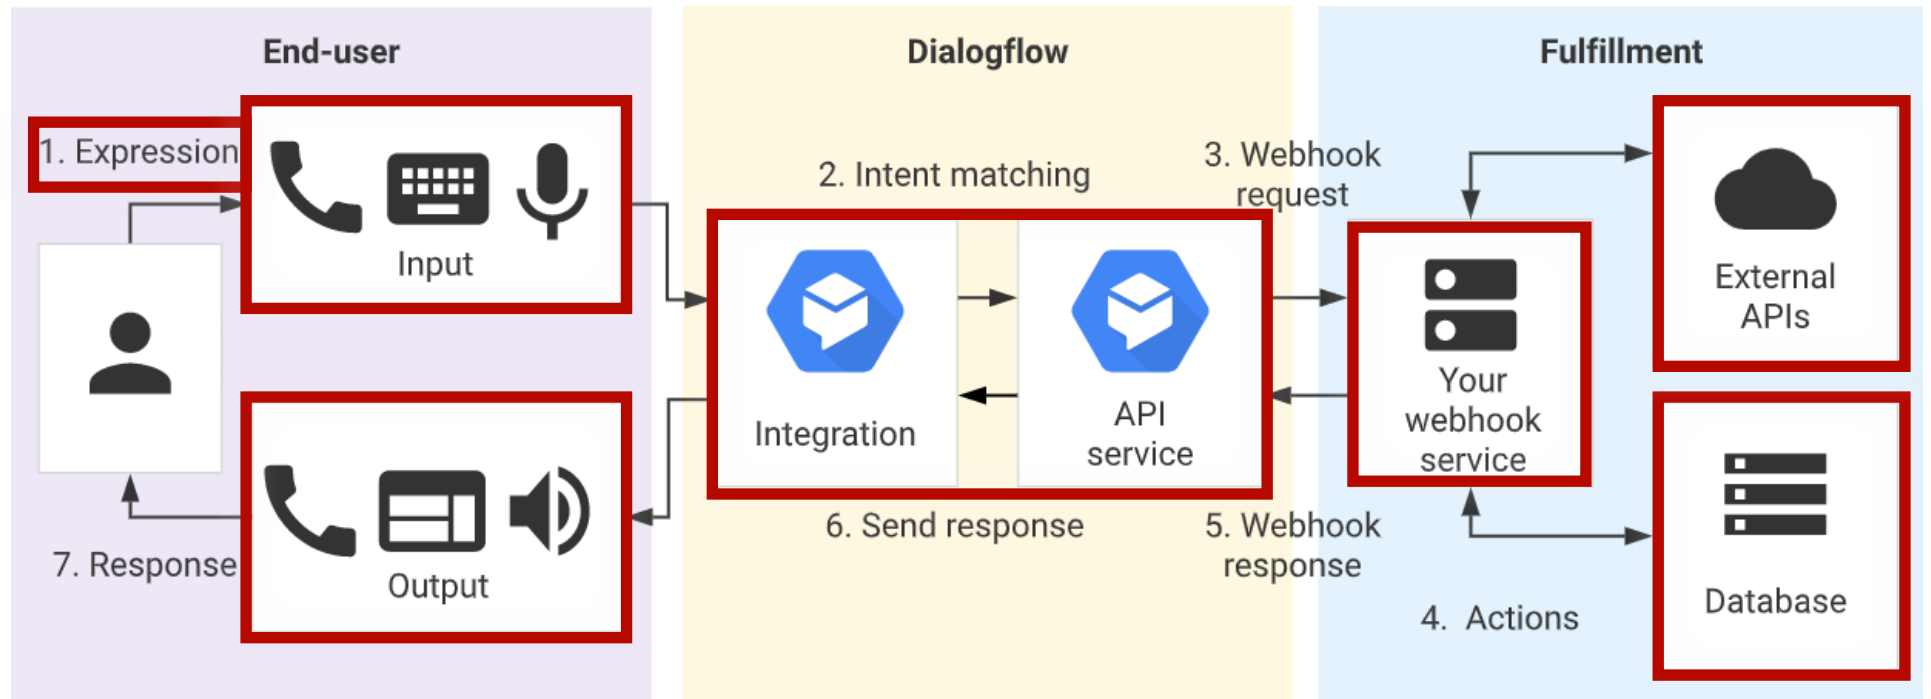 End-user
Dialogflow
Fulfillment
1. Expression
Input
2. Intent matching
3. Webhook
request
External
APIs
Integration
API
service
Your
webhook
service
Output
7. Response
6. Send response
5. Webhook
response
4. Actions
Database